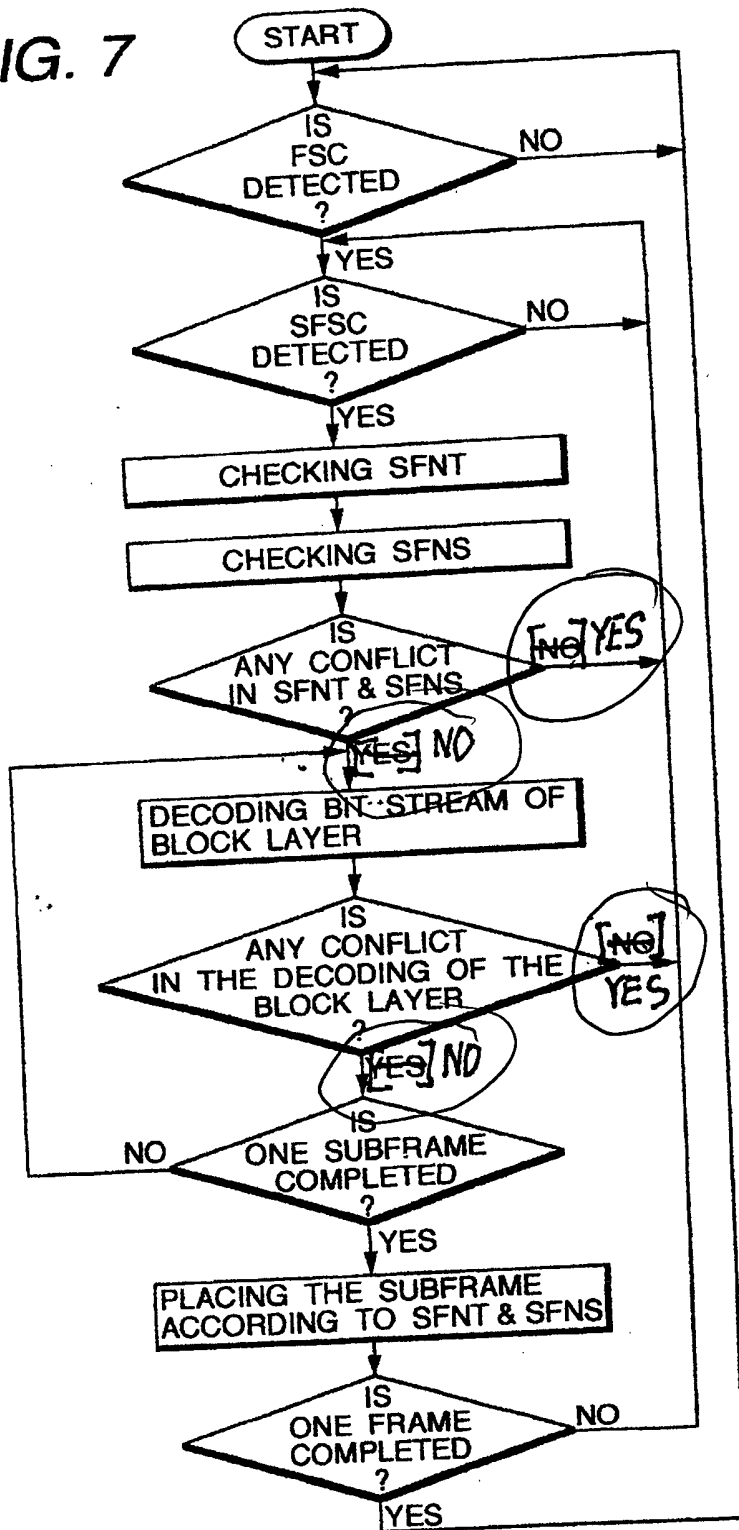 IG. 7
START
IS
FSC
DETECTED
?
NO
YES
IS
SFSC
DETECTED
?
NO
YES
CHECKING SFNT
CHECKING SFNS
IS
ANY CONFLICT
IN SFNT & SFNS
?
[NO] YES
[YES] NO
DECODING BIT STREAM OF
BLOCK LAYER
IS
ANY CONFLICT
IN THE DECODING OF THE
BLOCK LAYER
?
[NO]
YES
[YES] NO
IS
ONE SUBFRAME
COMPLETED
?
NO
YES
PLACING THE SUBFRAME
ACCORDING TO SFNT & SFNS
IS
ONE FRAME
COMPLETED
?
NO
YES